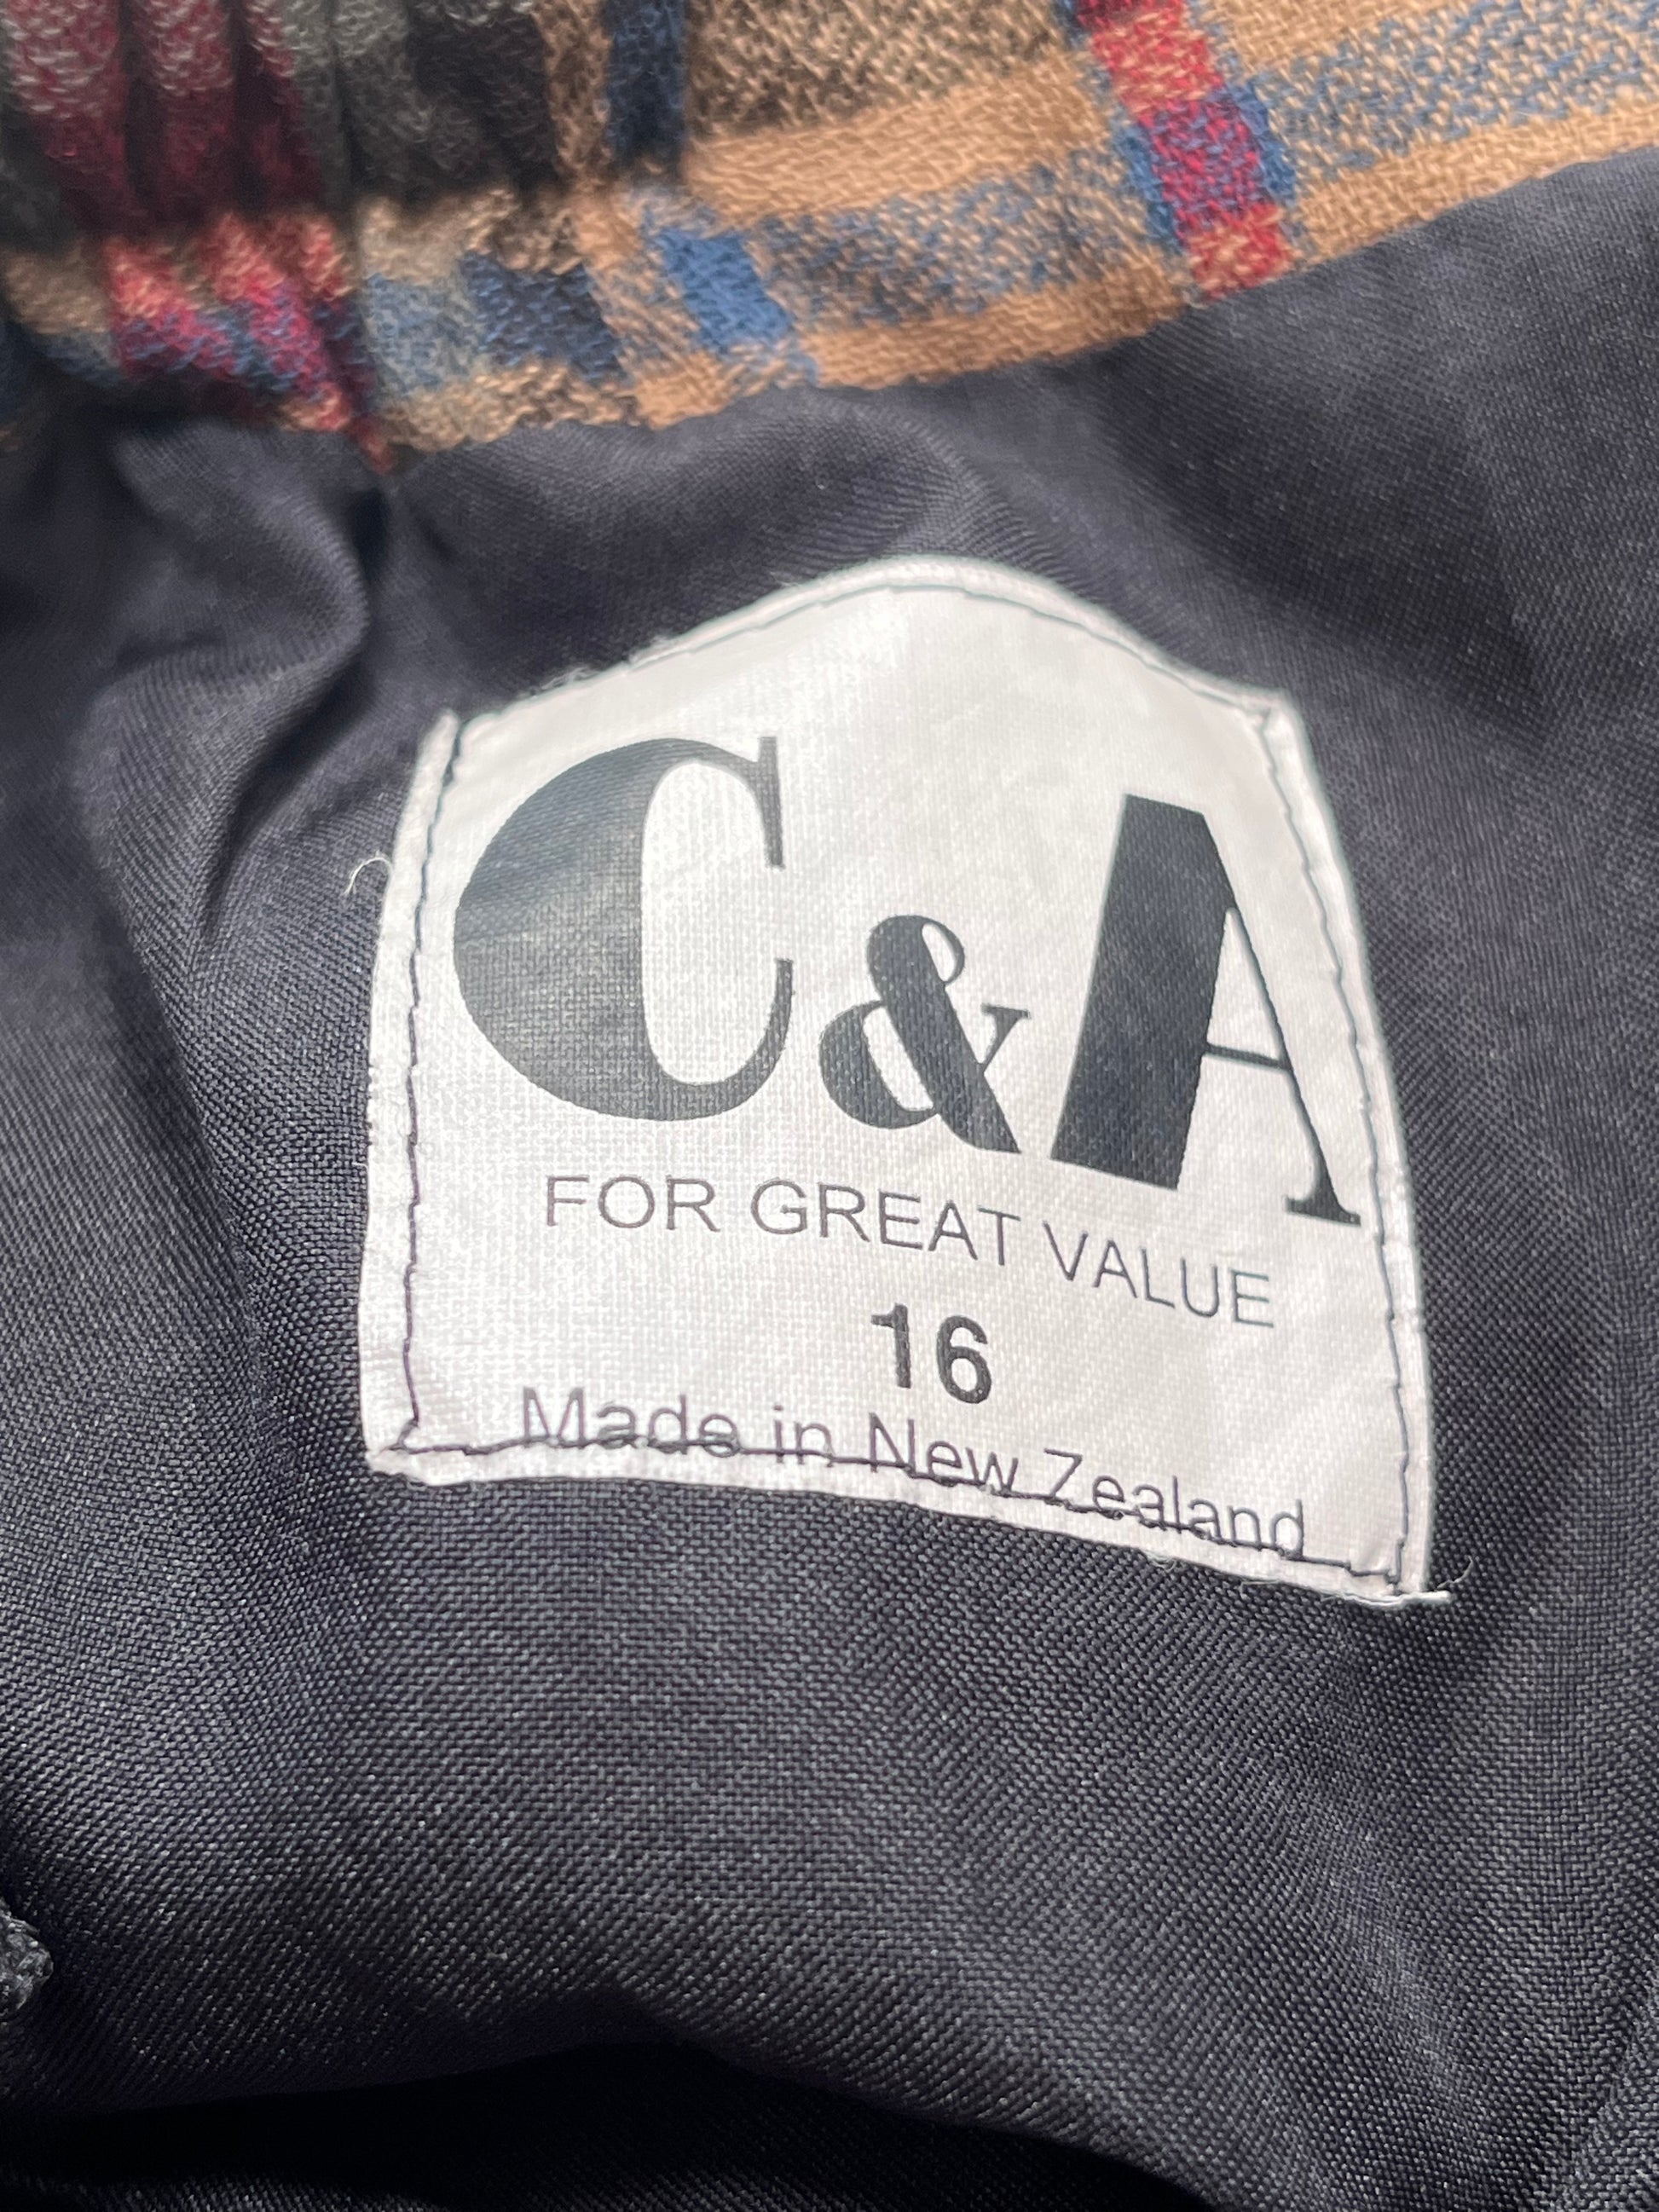 C&A
FOR GREAT VALUE
16
Made in New Zealand